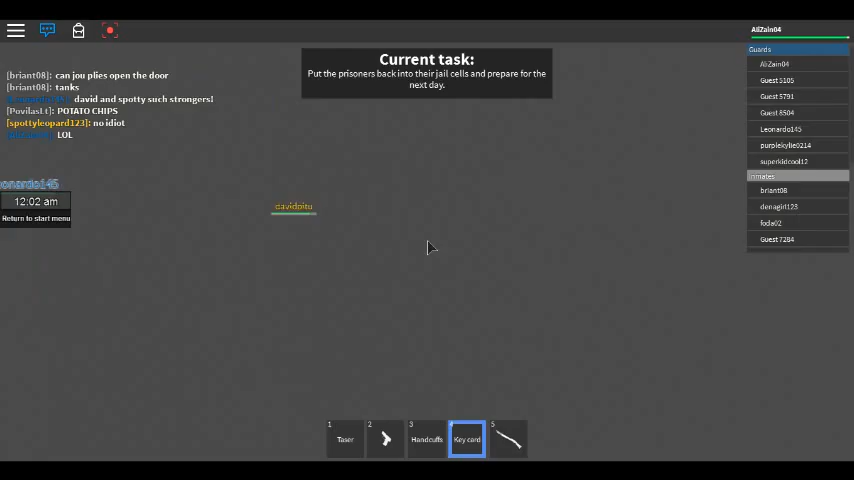 AliZain04
Current task:
Put the prisoners back into their jail cells and prepare for the
next day.
[briant08]: can jou plies open the door
[briant08]: tanks
david and spotty such strongers!
[PovilasLt]: POTATO CHIPS
[spottyleopard123]: no idiot
LOL
onardo145
12:02 am
Return to start menu
davidpitu
Guards
AliZain04
Guest 5105
Guest 5791
Guest 8504
Leonardo145
purplekylie0214
superkidcool12
nmates
briant08
denagirl123
foda02
Guest 7284
1
Taser
2
3
Handcuffs
4
Key card
5